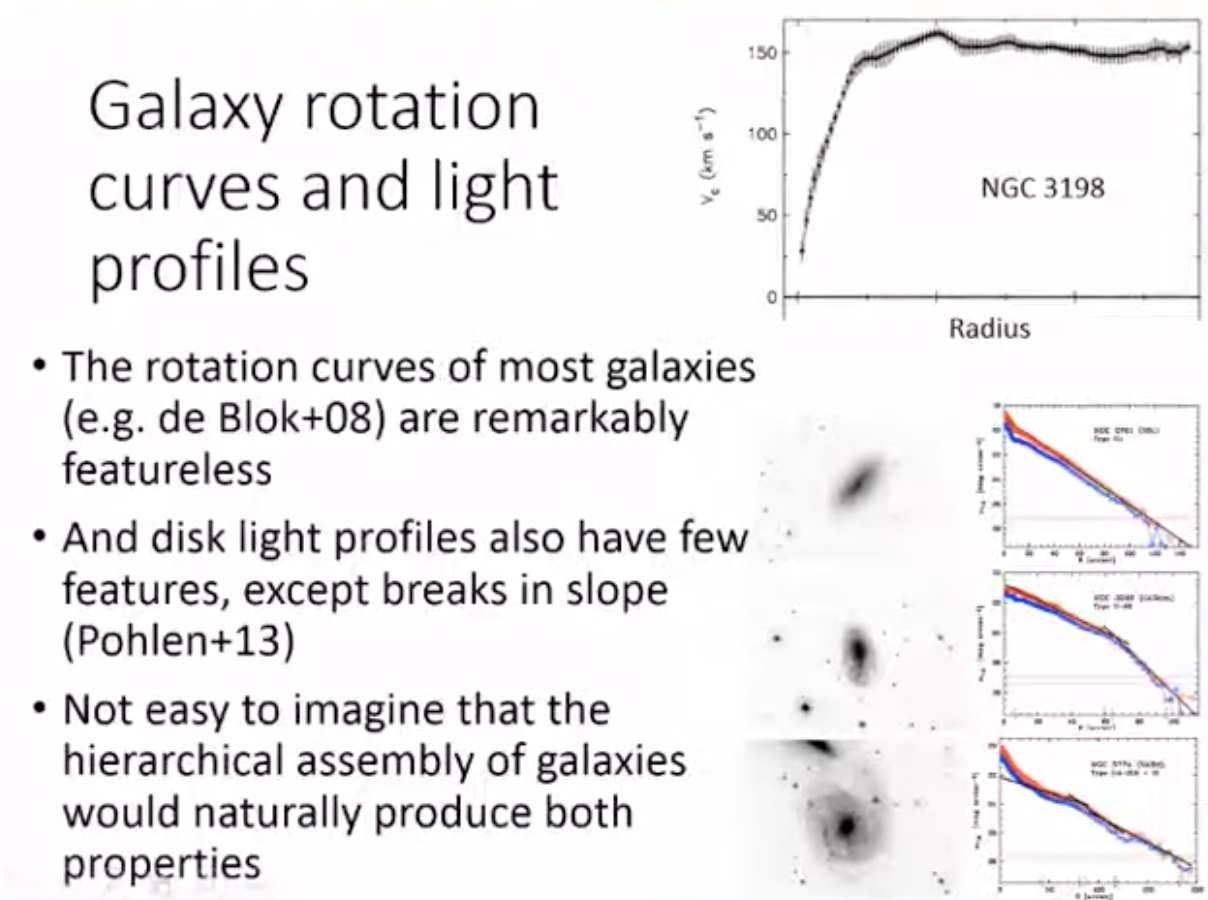 Galaxy rotation
curves and light
profiles
• The rotation curves of most galaxies
(e.g. de Blok+08) are remarkably
featureless
• And disk light profiles also have few
features, except breaks in slope
(Pohlen+13)
• Not easy to imagine that the
hierarchical assembly of galaxies
would naturally produce both
properties
150
100
50
0
V_c (km s⁻¹)
NGC 3198
Radius